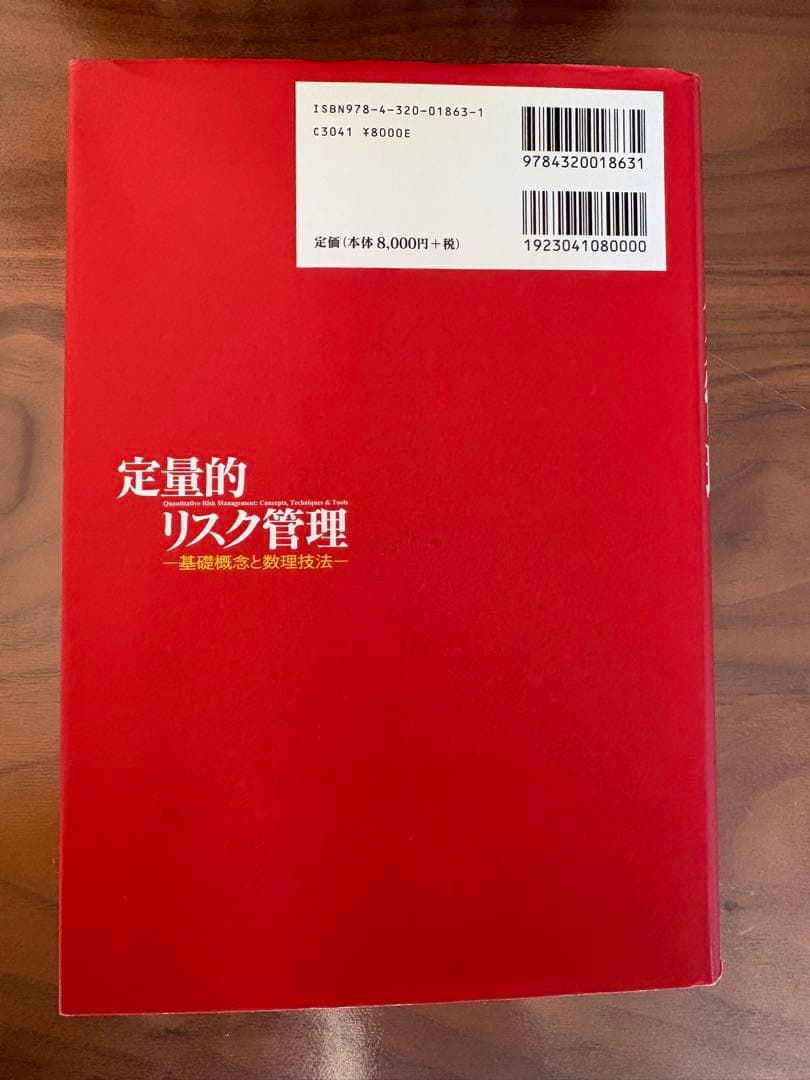 ISBN978-4-320-01863-1
C3041 ¥8000E
9784320018631
定価(本体 8,000円+税)
1923041080000
定量的
Quantitative Risk Management: Concepts, Techniques & Tools
リスク管理
―基礎概念と数理技法―